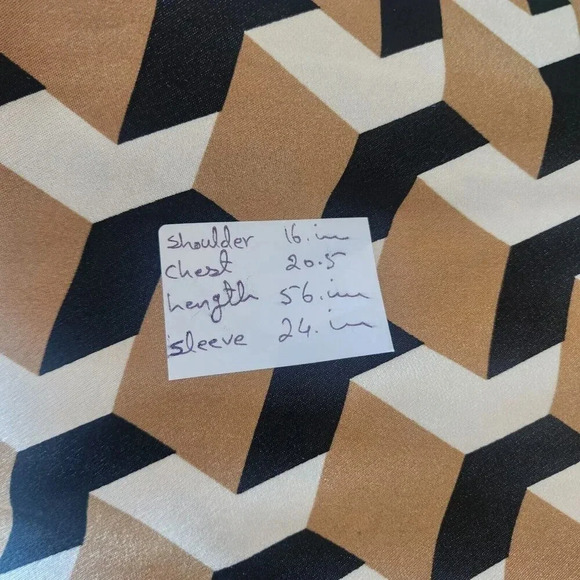 shoulder 16.in
chest 20.5
length 56.in
sleeve 24.in